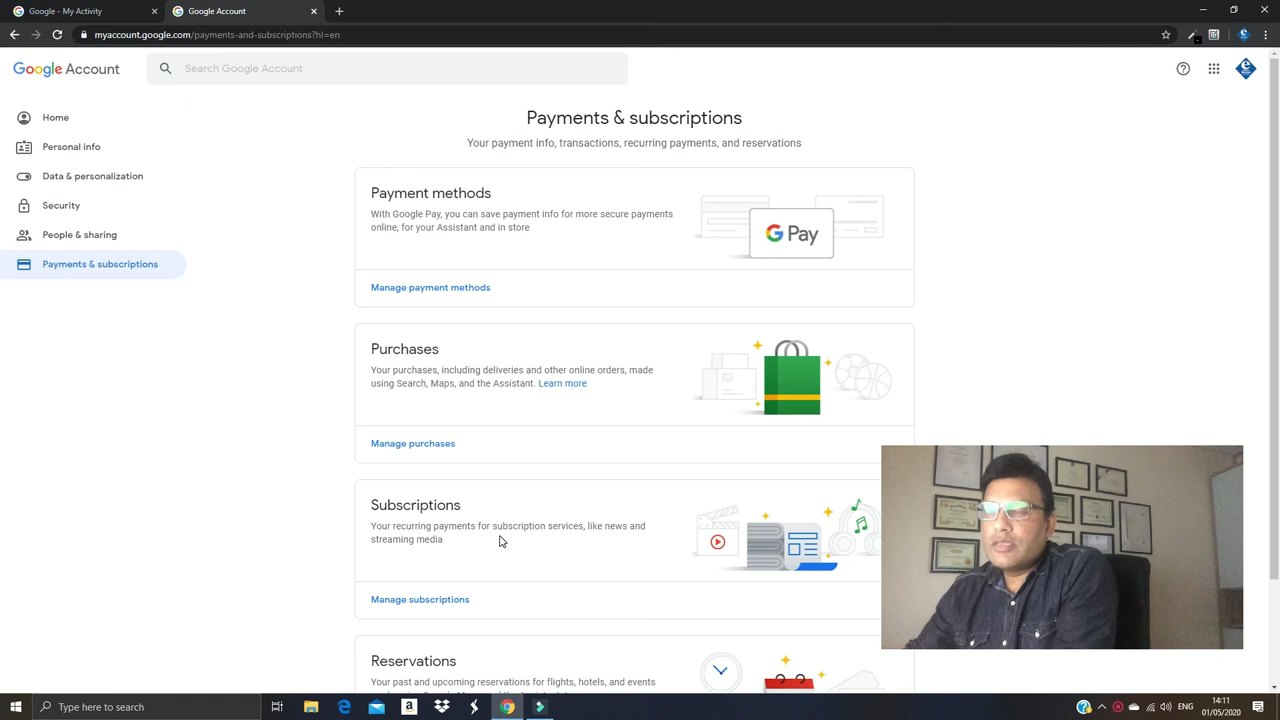 Google - My Activity
Google Account
myaccount.google.com/payments-and-subscriptions?hl=en
Google Account
Search Google Account
Home
Personal info
Data & personalization
Security
People & sharing
Payments & subscriptions
Payments & subscriptions
Your payment info, transactions, recurring payments, and reservations
Payment methods
With Google Pay, you can save payment info for more secure payments
online, for your Assistant and in store
G Pay
Manage payment methods
Purchases
Your purchases, including deliveries and other online orders, made
using Search, Maps, and the Assistant. Learn more
Manage purchases
Subscriptions
Your recurring payments for subscription services, like news and
streaming media
Manage subscriptions
Reservations
Your past and upcoming reservations for flights, hotels, and events
Type here to search
ENG
14:11
01/05/2020